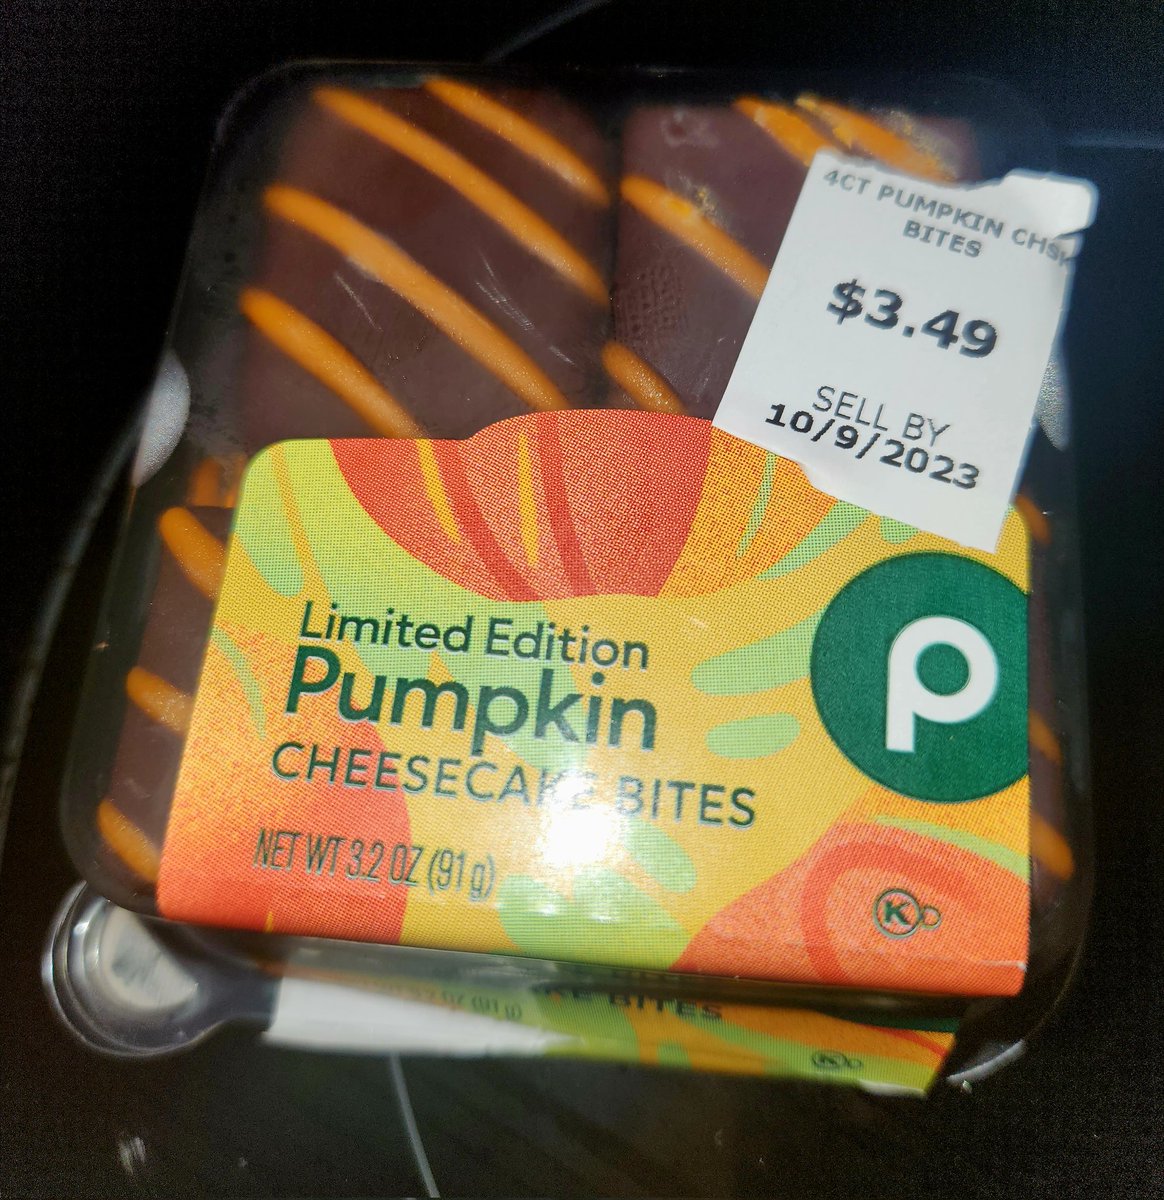 4CT PUMPKIN CHS
BITES
$3.49
SELL BY
10/9/2023
P
Limited Edition
Pumpkin
CHEESECAKE BITES
NET WT 3.2 OZ (91 g)
K